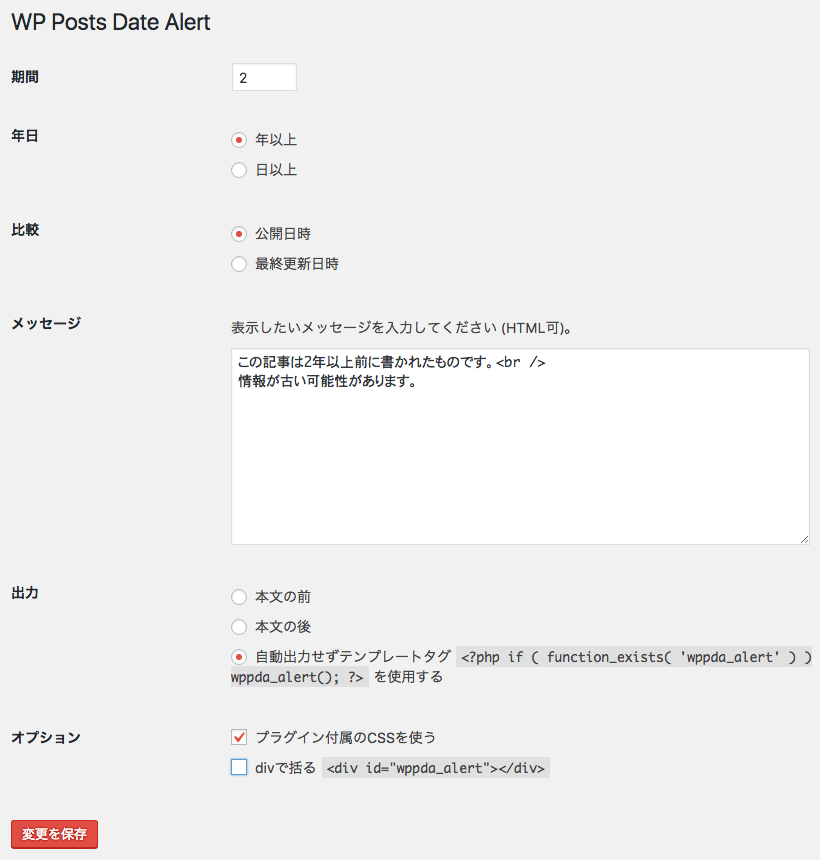 WP Posts Date Alert
期間
2
年日
年以上
日以上
比較
公開日時
最終更新日時
メッセージ
表示したいメッセージを入力してください (HTML可)。
この記事は2年以上前に書かれたものです。<br />
情報が古い可能性があります。
出力
本文の前
本文の後
自動出力せずテンプレートタグ <?php if ( function_exists( 'wppda_alert' ) )
wppda_alert(); ?> を使用する
オプション
プラグイン付属のCSSを使う
divで括る <div id="wppda_alert"></div>
変更を保存